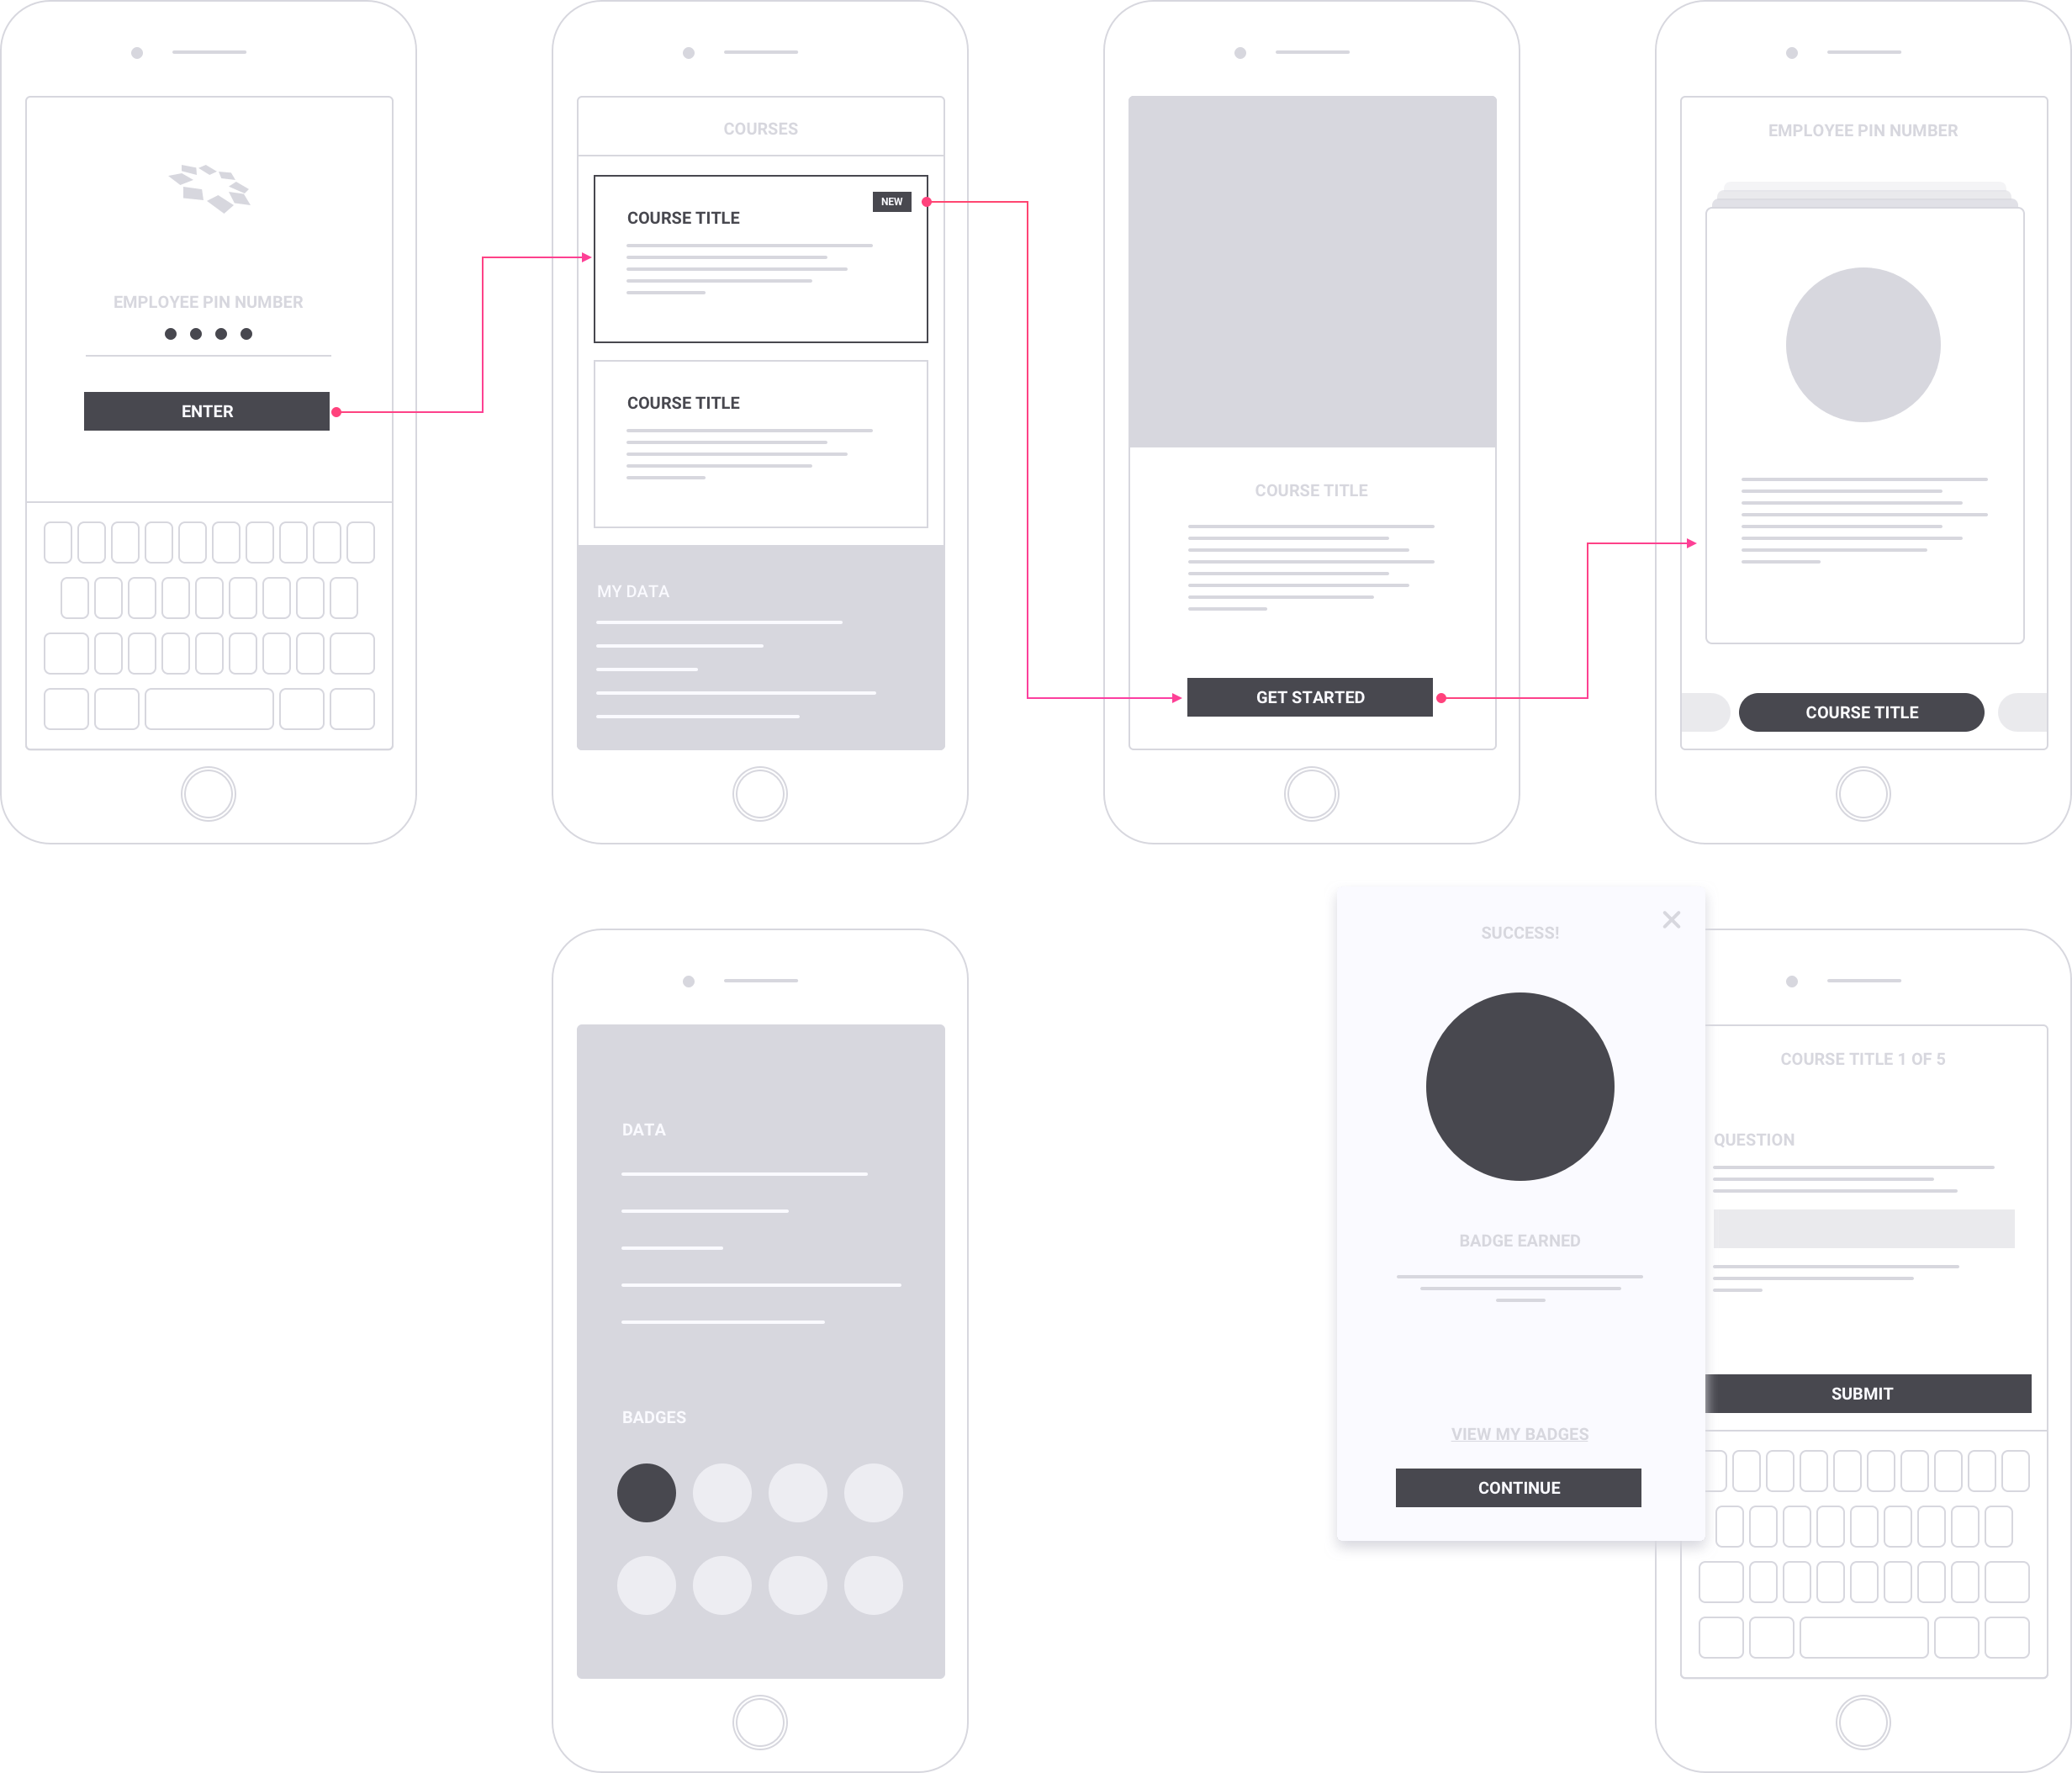 EMPLOYEE PIN NUMBER
ENTER
COURSES
NEW
COURSE TITLE
COURSE TITLE
MY DATA
COURSE TITLE
GET STARTED
EMPLOYEE PIN NUMBER
COURSE TITLE
DATA
BADGES
SUCCESS!
BADGE EARNED
VIEW MY BADGES
CONTINUE
COURSE TITLE 1 OF 5
QUESTION
SUBMIT